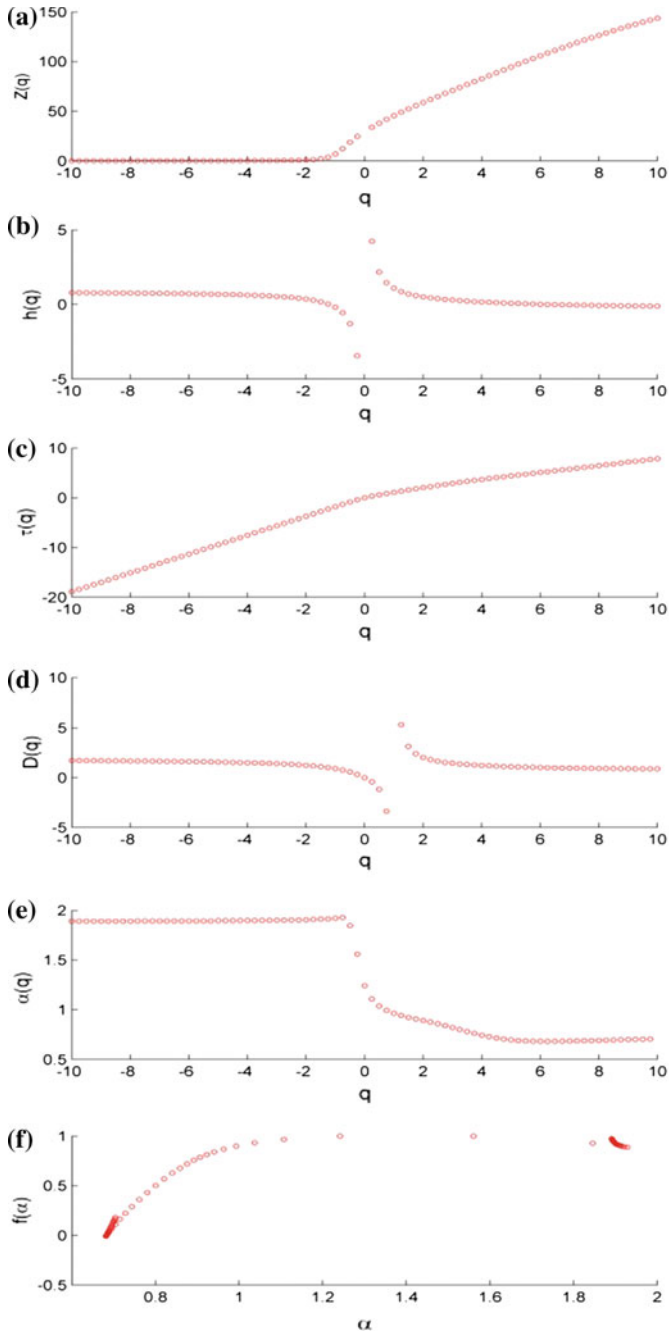 (a)
Z(q)
150
100
50
0
-10 -8 -6 -4 -2 0 2 4 6 8 10
q
(b)
h(q)
5
0
-5
-10 -8 -6 -4 -2 0 2 4 6 8 10
q
(c)
τ(q)
10
0
-10
-20
-10 -8 -6 -4 -2 0 2 4 6 8 10
q
(d)
D(q)
10
5
0
-5
-10 -8 -6 -4 -2 0 2 4 6 8 10
q
(e)
α(q)
2
1.5
1
0.5
-10 -8 -6 -4 -2 0 2 4 6 8 10
q
(f)
f(α)
1
0.5
0
-0.5
0.8 1 1.2 1.4 1.6 1.8 2
α